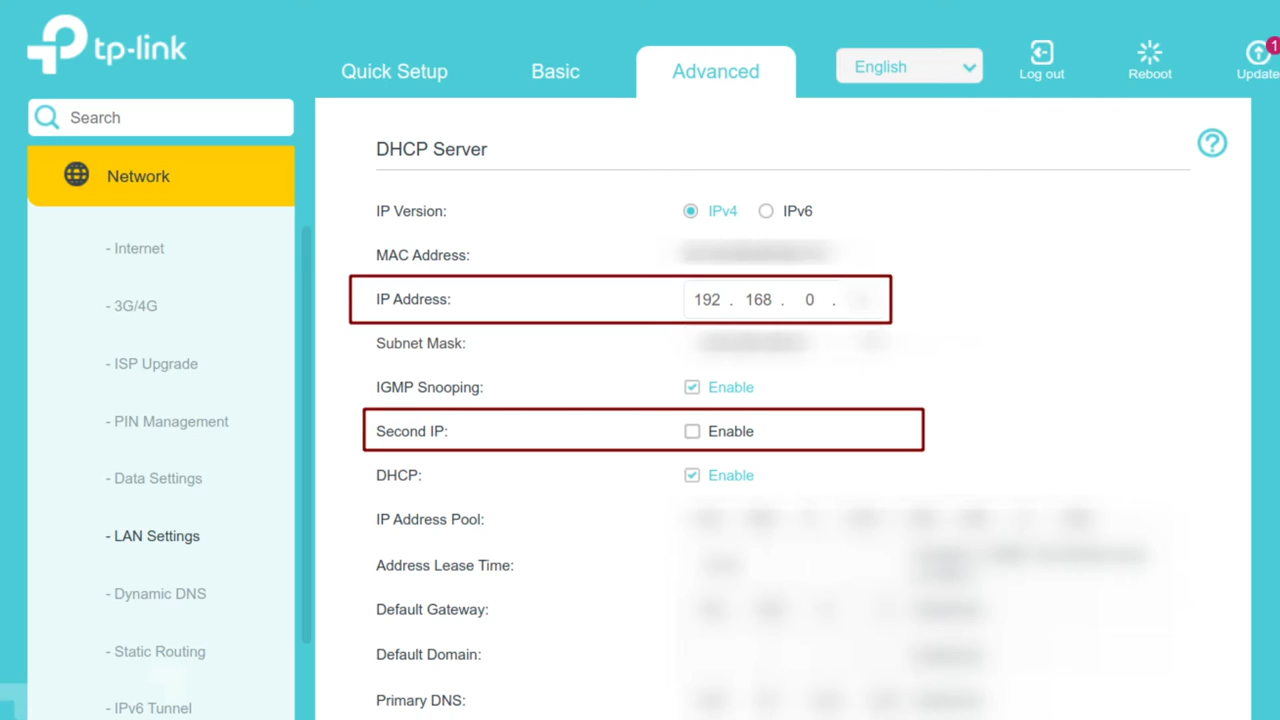 tp-link
Quick Setup
Basic
Advanced
English
Log out
Reboot
1
Update
Search
Network
- Internet
- 3G/4G
- ISP Upgrade
- PIN Management
- Data Settings
- LAN Settings
- Dynamic DNS
- Static Routing
- IPv6 Tunnel
DHCP Server
?
IP Version: IPv4 IPv6
MAC Address:
IP Address: 192 . 168 . 0 .
Subnet Mask:
IGMP Snooping: Enable
Second IP: Enable
DHCP: Enable
IP Address Pool:
Address Lease Time:
Default Gateway:
Default Domain:
Primary DNS: